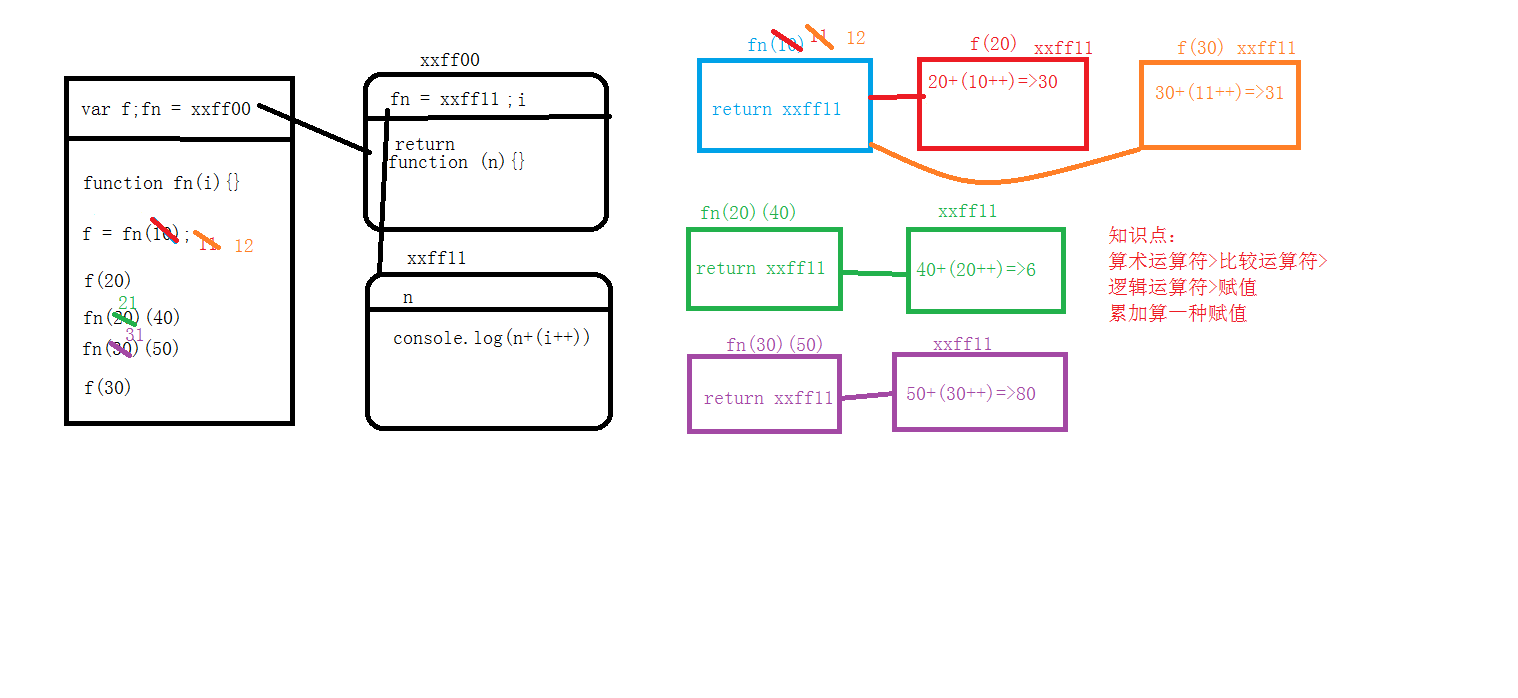 var f;fn = xxff00
function fn(i){}
f = fn(10); 11 12
f(20)
21
fn(20)(40)
31
fn(30)(50)
f(30)
xxff00
fn = xxff11 ;i
return
function (n){}
xxff11
n
console.log(n+(i++))
fn(10) 11 12
return xxff11
f(20) xxff11
20+(10++)=>30
f(30) xxff11
30+(11++)=>31
fn(20)(40)
return xxff11
xxff11
40+(20++)=>6
fn(30)(50)
return xxff11
xxff11
50+(30++)=>80
知识点:
算术运算符>比较运算符>
逻辑运算符>赋值
累加算一种赋值